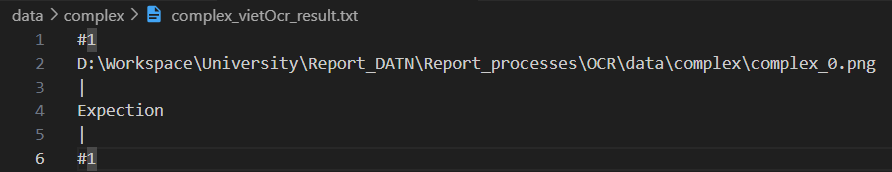 data > complex > complex_vietOcr_result.txt
1 #1
2 D:\Workspace\University\Report_DATN\Report_processes\OCR\data\complex\complex_0.png
3 |
4 Expection
5 |
6 #1